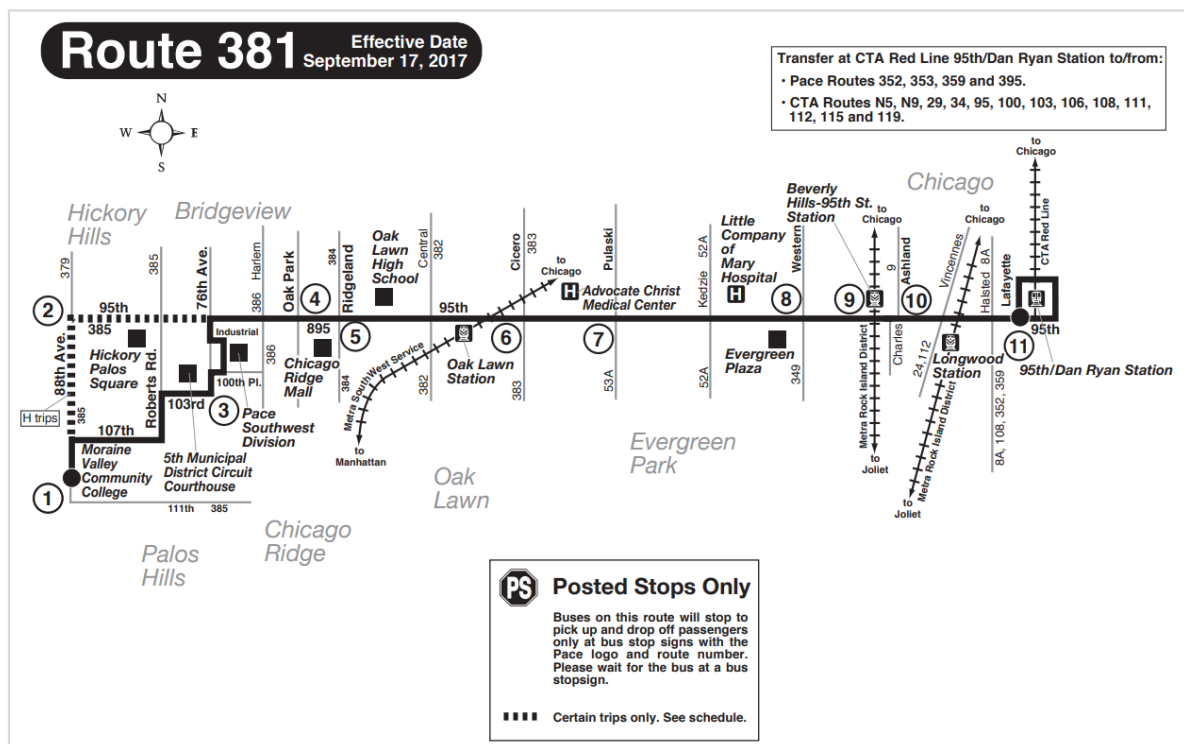 Route 381
Effective Date
September 17, 2017
Transfer at CTA Red Line 95th/Dan Ryan Station to/from:
· Pace Routes 352, 353, 359 and 395.
· CTA Routes N5, N9, 29, 34, 95, 100, 103, 106, 108, 111,
112, 115 and 119.
N
W
E
S
to
Chicago
CTA Red Line
Hickory
Hills
Bridgeview
Chicago
Beverly
Hills-95th St.
Station
to
Chicago
to
Chicago
379
385
76th Ave.
386
Harlem
Oak Park
384
Ridgeland
Oak
Lawn
High
School
Central
382
Cicero
383
to
Chicago
Pulaski
Advocate Christ
Medical Center
H
Kedzie
52A
Little
Company
of
Mary
Hospital
H
Western
9
Ashland
Vincennes
Halsted
8A
Lafayette
2
95th
385
4
895
5
95th
6
7
8
9
10
11
95th
Industrial
88th Ave.
385
H trips
Hickory
Palos
Square
Roberts Rd.
100th Pl.
103rd
3
386
Chicago
Ridge
Mall
384
Metra SouthWest Service
to
Manhattan
382
Oak Lawn
Station
383
53A
52A
Evergreen
Plaza
349
Metra Rock Island District
to
Joliet
Charles
24, 112
Longwood
Station
Metra Rock Island District
to
Joliet
8A, 108, 352, 359
95th/Dan Ryan Station
107th
Pace
Southwest
Division
5th Municipal
District Circuit
Courthouse
Moraine
Valley
Community
College
1
111th
385
Palos
Hills
Chicago
Ridge
Oak
Lawn
Evergreen
Park
PS
Posted Stops Only
Buses on this route will stop to
pick up and drop off passengers
only at bus stop signs with the
Pace logo and route number.
Please wait for the bus at a bus
stopsign.
Certain trips only. See schedule.